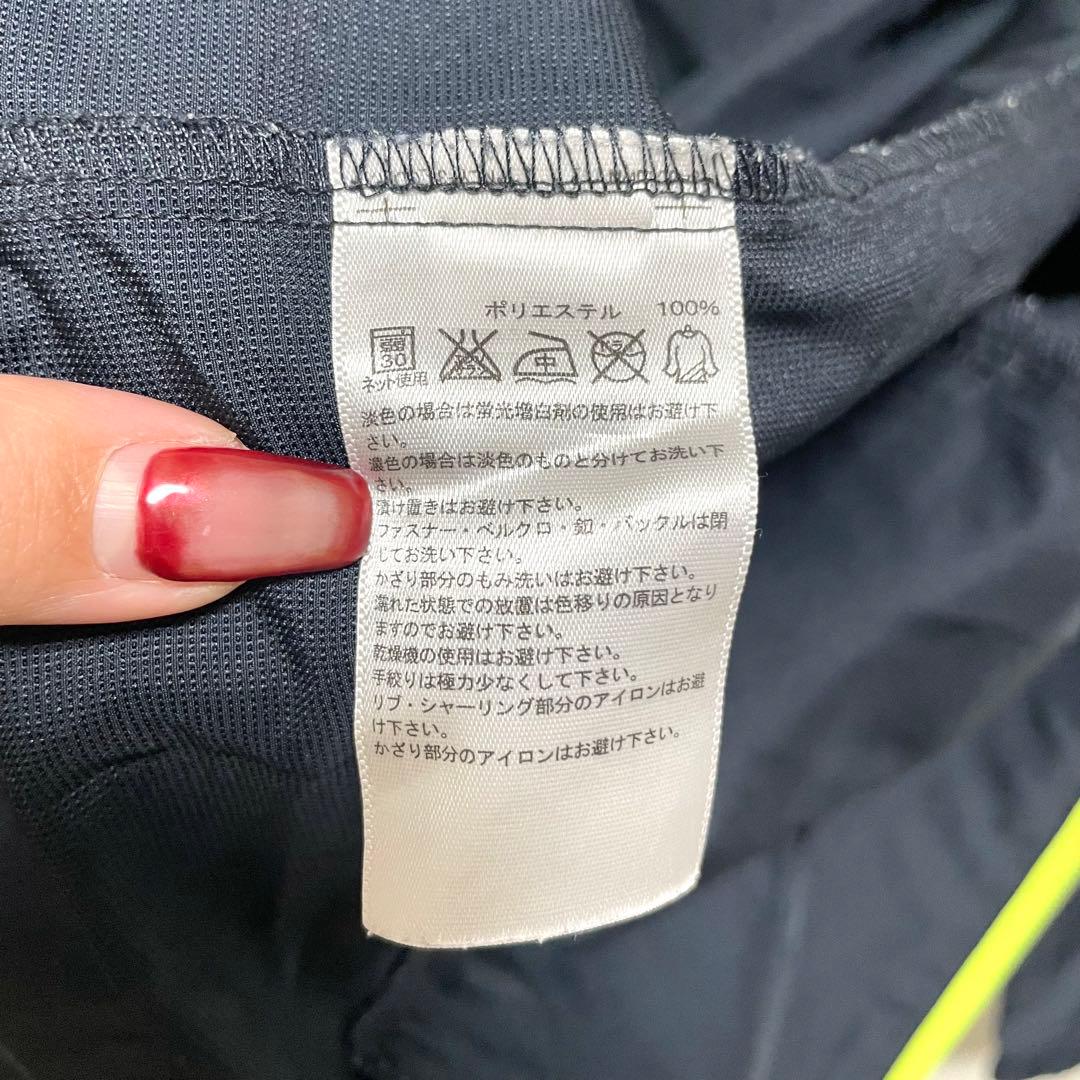 ポリエステル 100%
弱
30
中
ネット使用
淡色の場合は蛍光増白剤の使用はお避け下
さい。
濃色の場合は淡色のものと分けてお洗い下
さい。
漬け置きはお避け下さい。
ファスナー・ベルクロ・釦・バックルは閉
じてお洗い下さい。
かざり部分のもみ洗いはお避け下さい。
濡れた状態での放置は色移りの原因となり
ますのでお避け下さい。
乾燥機の使用はお避け下さい。
手絞りは極力少なくして下さい。
リブ・シャーリング部分のアイロンはお避
け下さい。
かざり部分のアイロンはお避け下さい。